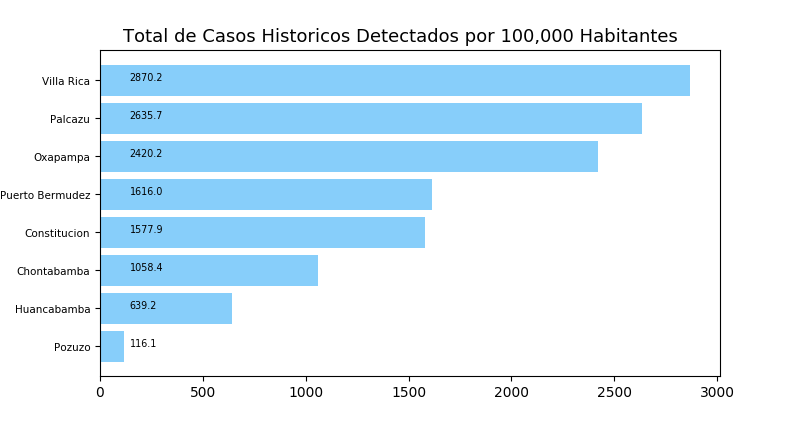 Total de Casos Historicos Detectados por 100,000 Habitantes
Villa Rica 2870.2
Palcazu 2635.7
Oxapampa 2420.2
Puerto Bermudez 1616.0
Constitucion 1577.9
Chontabamba 1058.4
Huancabamba 639.2
Pozuzo 116.1
0 500 1000 1500 2000 2500 3000